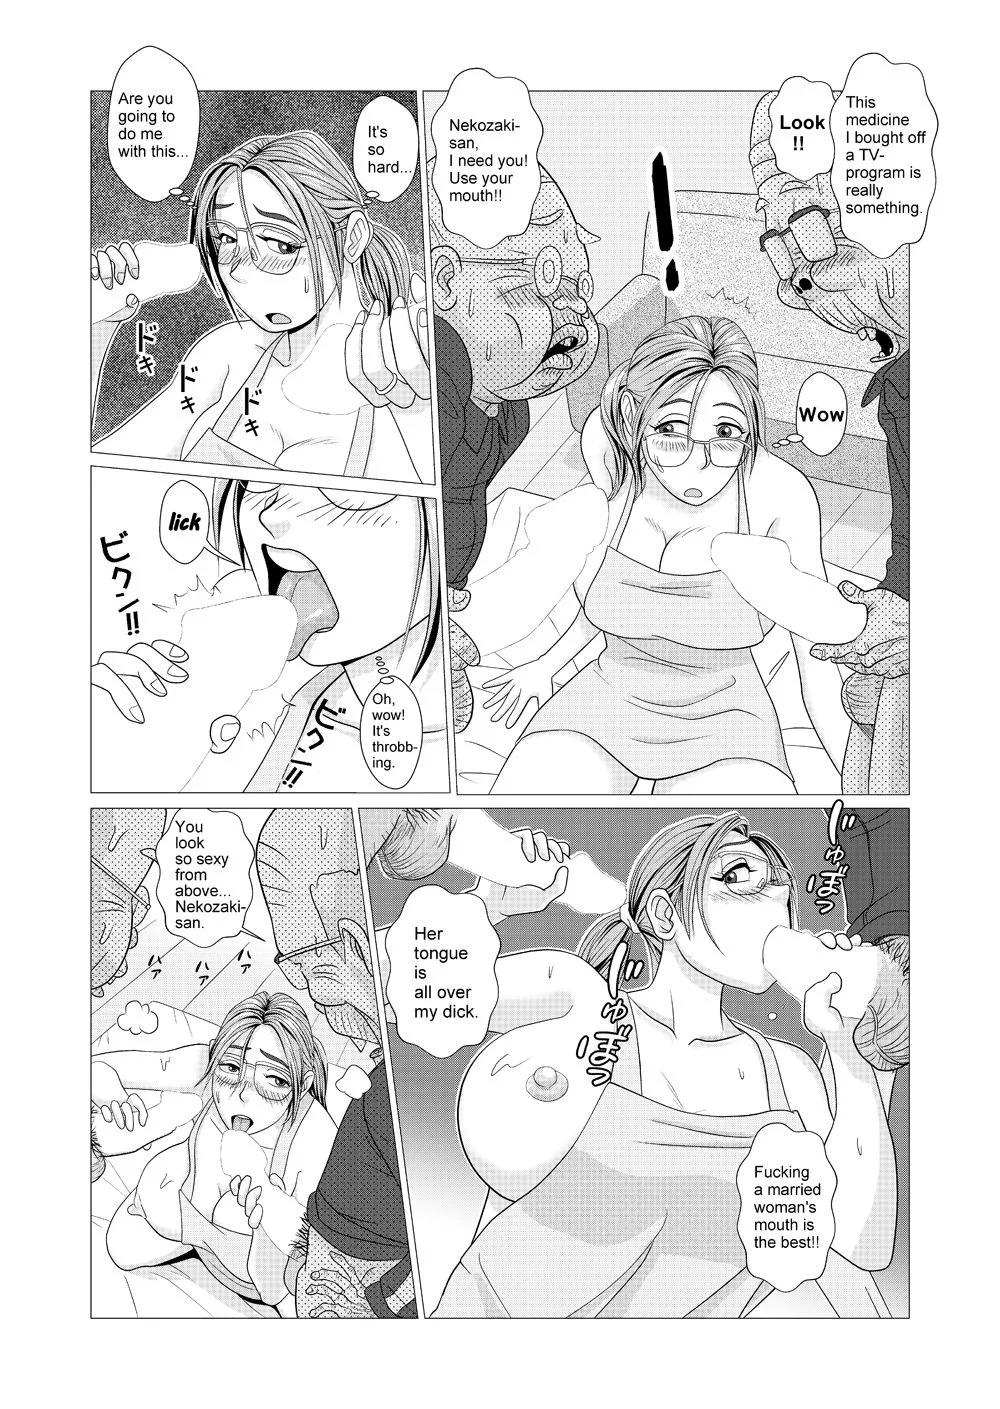 This
medicine
I bought off
a TV-
program is
really
something.
Look
!!
Nekozaki-
san,
I need you!
Use your
mouth!!
Wow
It's
so
hard...
Are you
going to
do me
with this...
ドキ
ドキ
ドキ
lick
ビクン!!
Oh,
wow!
It's
throbb-
ing.
ビクン!!
じゅぼっ
じゅぼっ
Her
tongue is
all over
my dick.
Fucking
a married
woman's
mouth is
the best!!
You
look
so sexy
from
above...
Nekozaki-
san.
ハァ
ハァ
ハァ